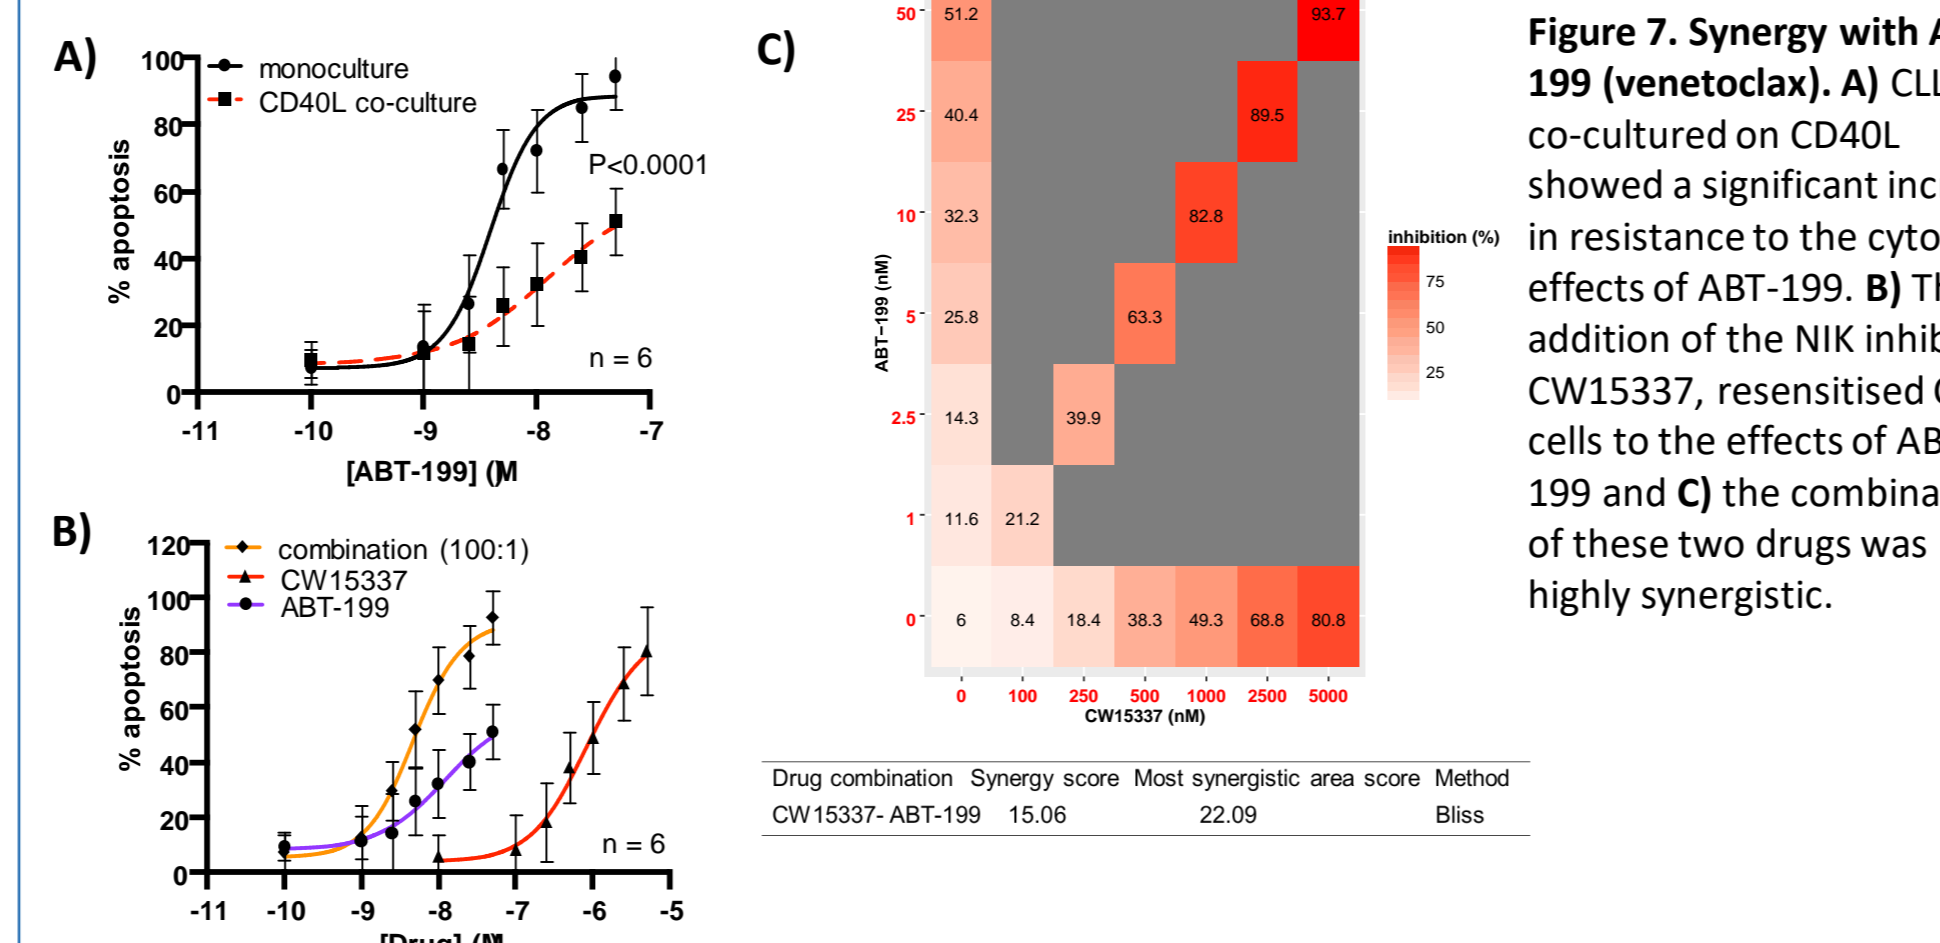 A)
100
80
60
40
20
0
% apoptosis
monoculture
CD40L co-culture
P<0.0001
n = 6
-11 -10 -9 -8 -7
[ABT-199] (M
B)
120
100
80
60
40
20
0
% apoptosis
combination (100:1)
CW15337
ABT-199
n = 6
-11 -10 -9 -8 -7 -6 -5
[Drug] (M
C)
ABT-199 (nM)
50 51.2 93.7
25 40.4 89.5
10 32.3 82.8
5 25.8 63.3
2.5 14.3 39.9
1 11.6 21.2
0 6 8.4 18.4 38.3 49.3 68.8 80.8
0 100 250 500 1000 2500 5000
CW15337 (nM)
inhibition (%)
75
50
25
Drug combination Synergy score Most synergistic area score Method
CW15337- ABT-199 15.06 22.09 Bliss
Figure 7. Synergy with A
199 (venetoclax). A) CLL
co-cultured on CD40L
showed a significant inc
in resistance to the cyto
effects of ABT-199. B) Th
addition of the NIK inhib
CW15337, resensitised
cells to the effects of AB
199 and C) the combina
of these two drugs was
highly synergistic.